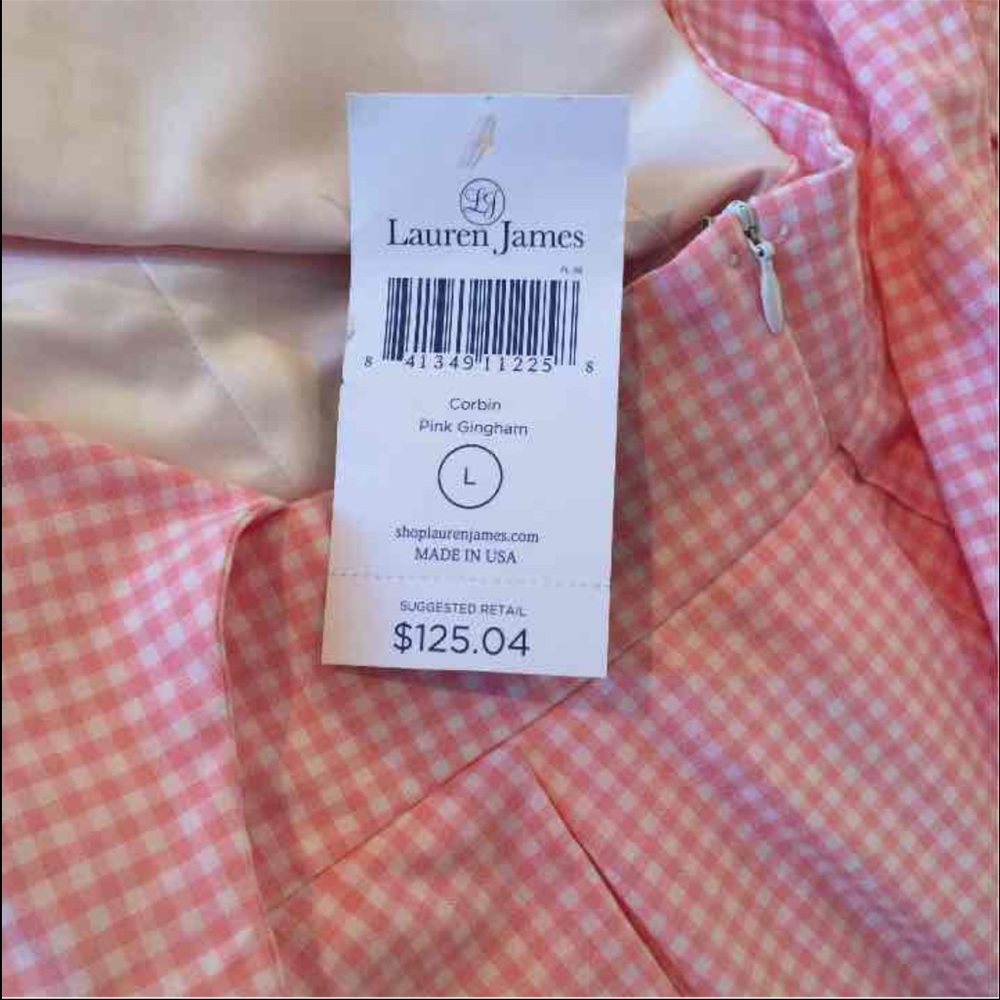 LJ
Lauren James
8 41349 11225 8
Corbin
Pink Gingham
L
shoplaurenjames.com
MADE IN USA
SUGGESTED RETAIL
$125.04